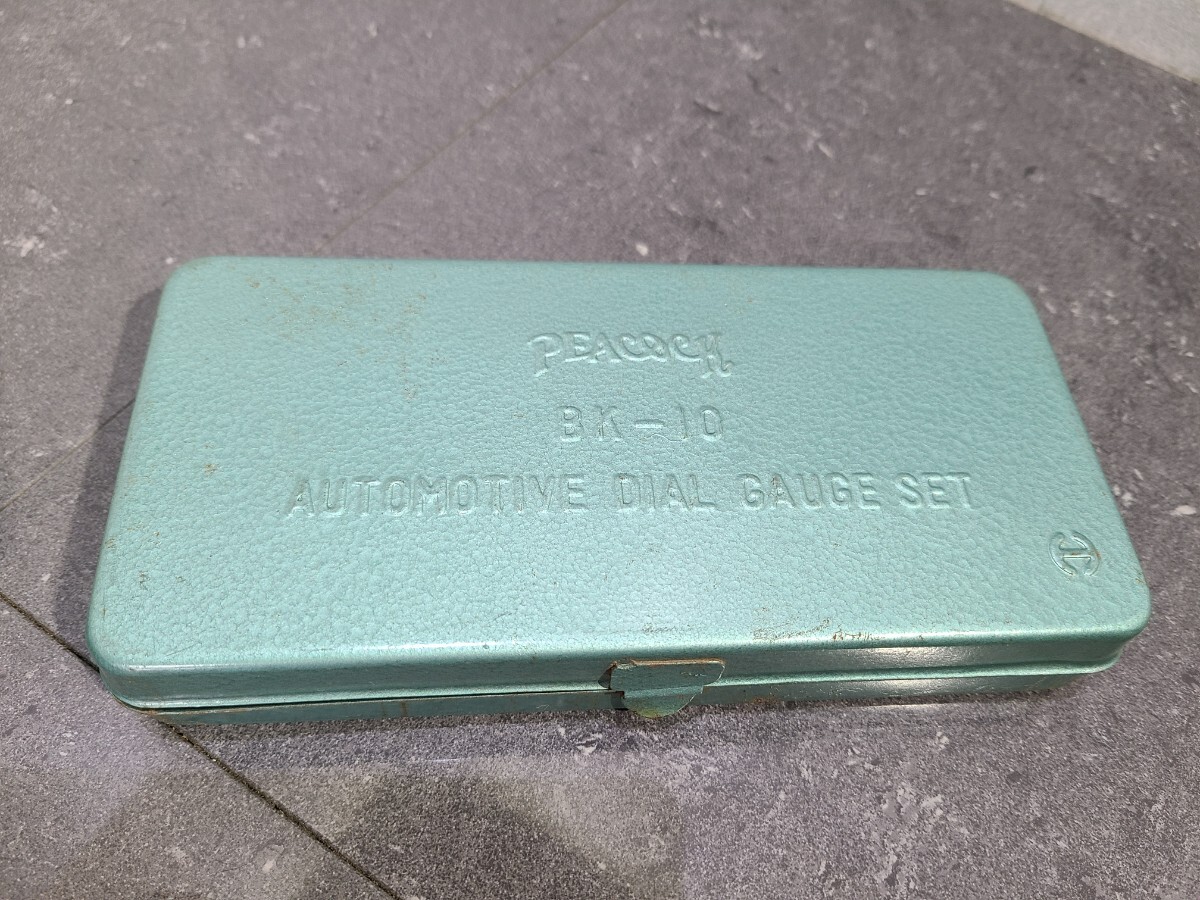 PEACOCK
BK-10
AUTOMOTIVE DIAL GAUGE SET